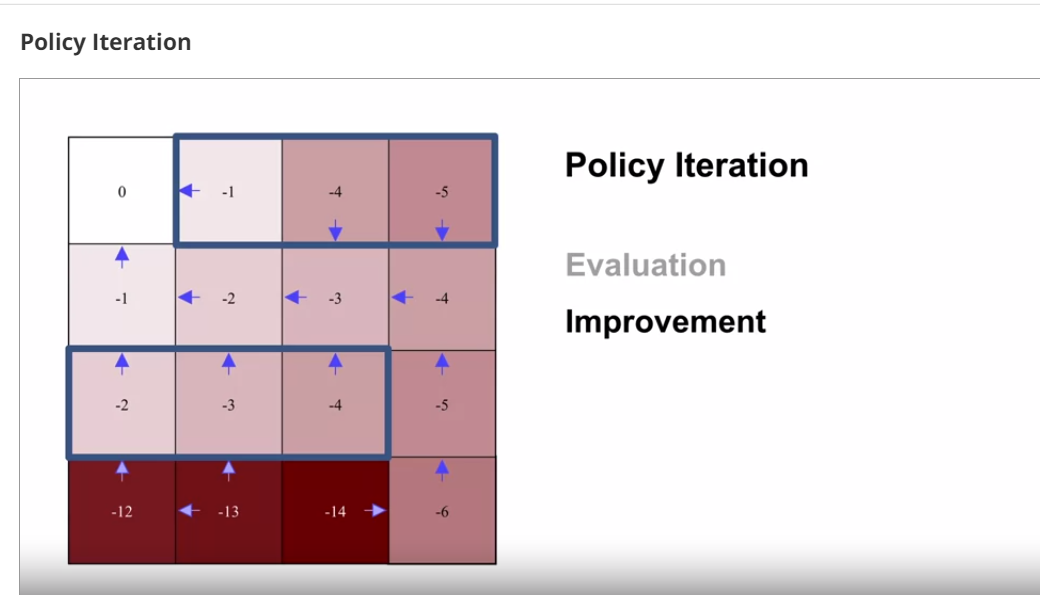 Policy Iteration
0 -1 -4 -5
-1 -2 -3 -4
-2 -3 -4 -5
-12 -13 -14 -6
Policy Iteration
Evaluation
Improvement